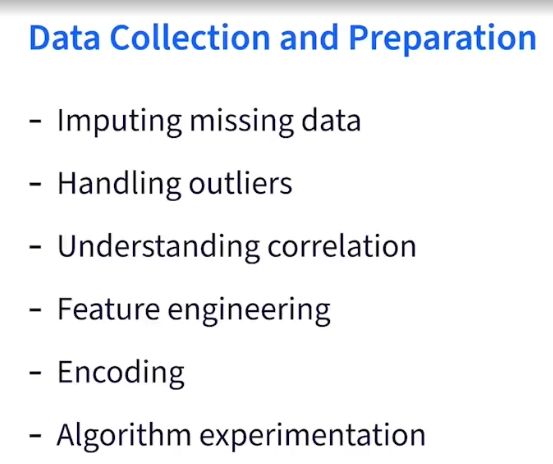 Data Collection and Preparation
- Imputing missing data
- Handling outliers
- Understanding correlation
- Feature engineering
- Encoding
- Algorithm experimentation